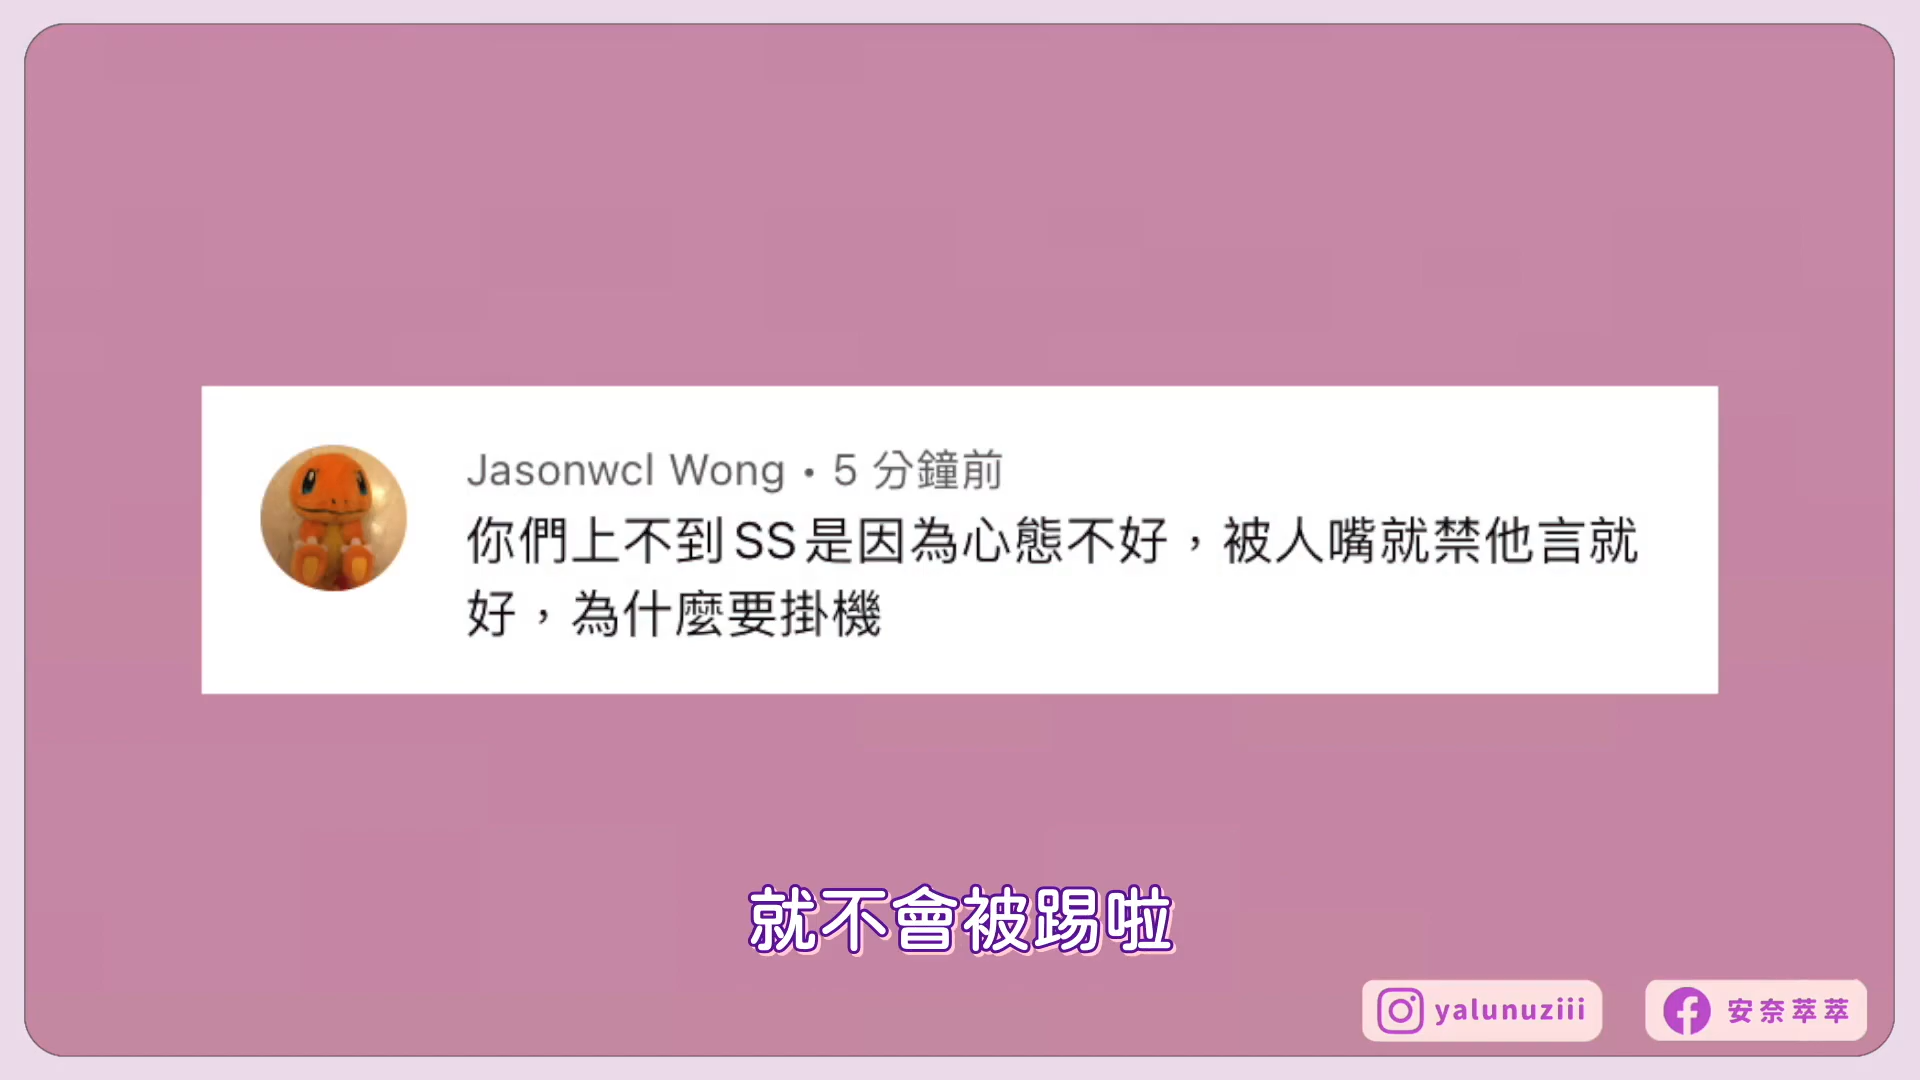 Jasonwcl Wong • 5 分鐘前
你們上不到SS是因為心態不好，被人嘴就禁他言就
好，為什麼要掛機
就不會被踢啦
yalunuziii
安奈萃萃